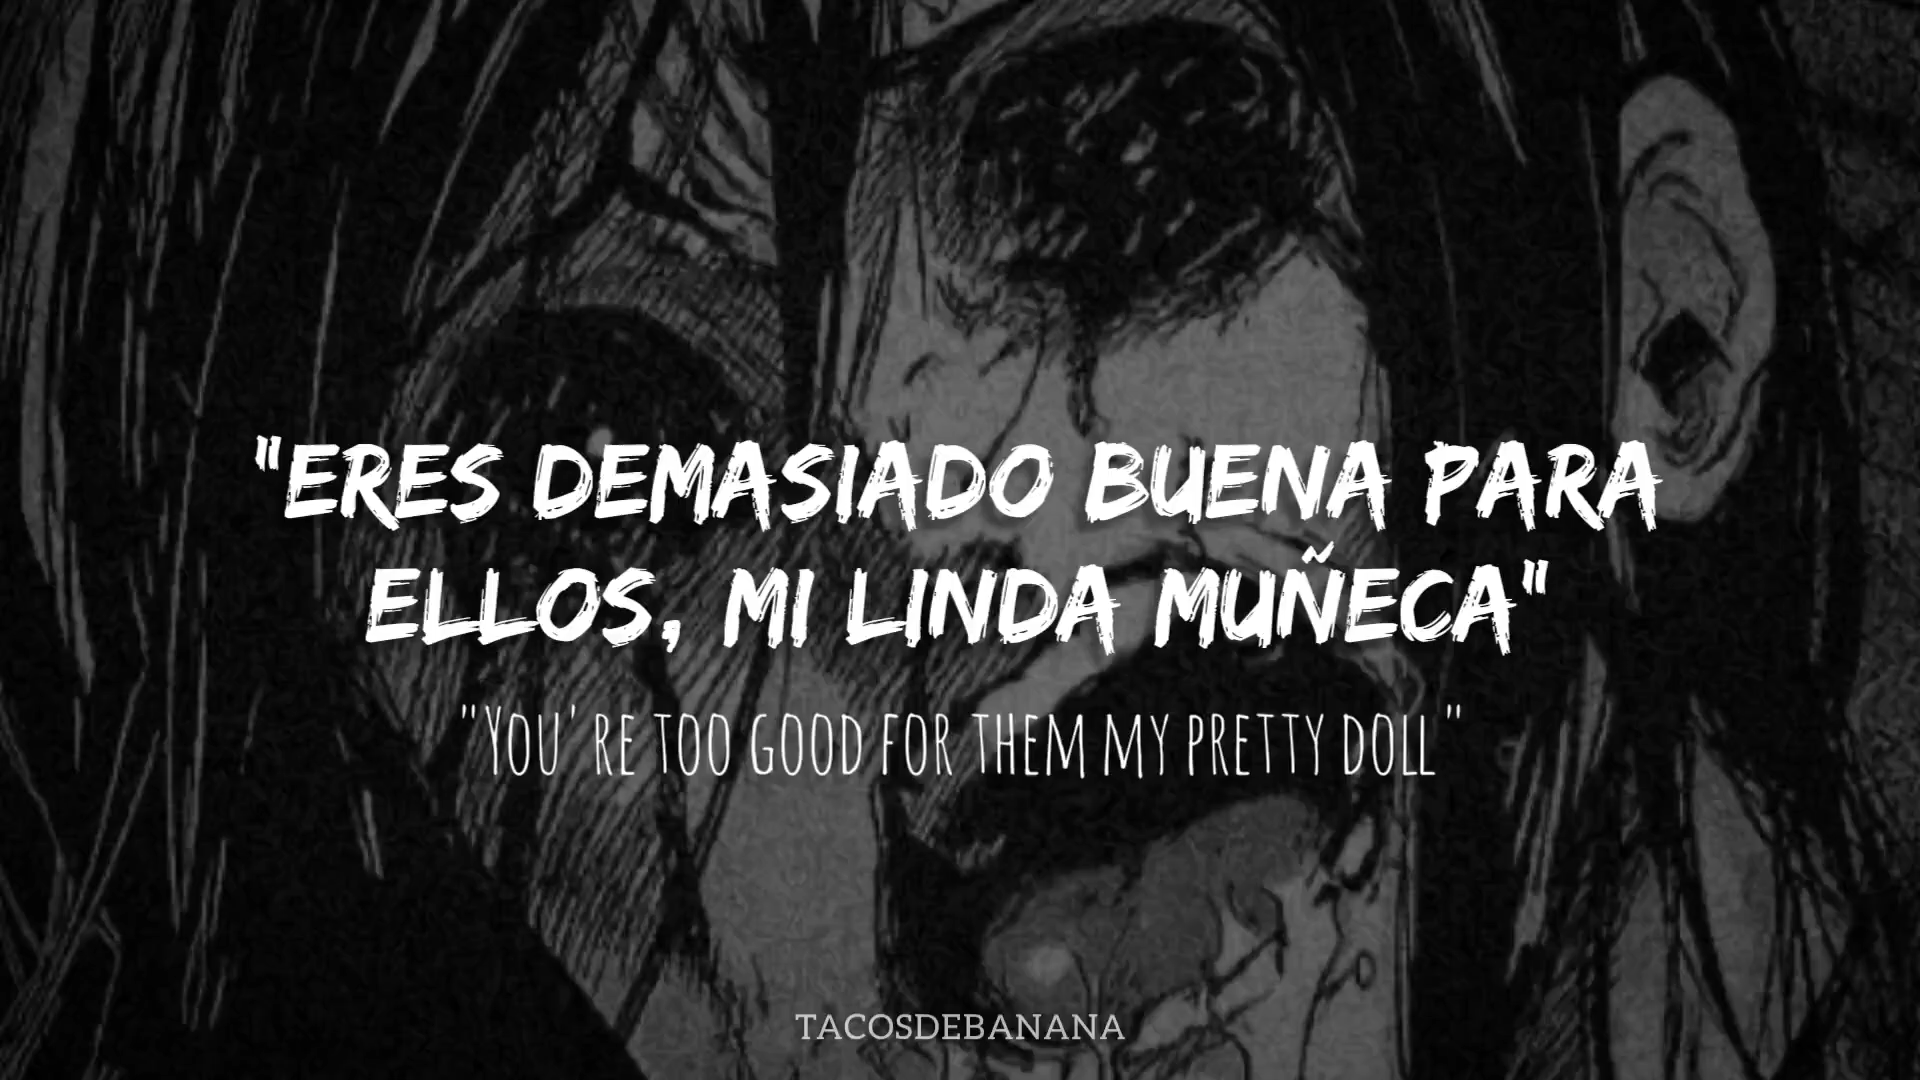 "ERES DEMASIADO BUENA PARA
ELLOS, MI LINDA MUÑECA"
"YOU'RE TOO GOOD FOR THEM MY PRETTY DOLL"
TACOSDEBANANA